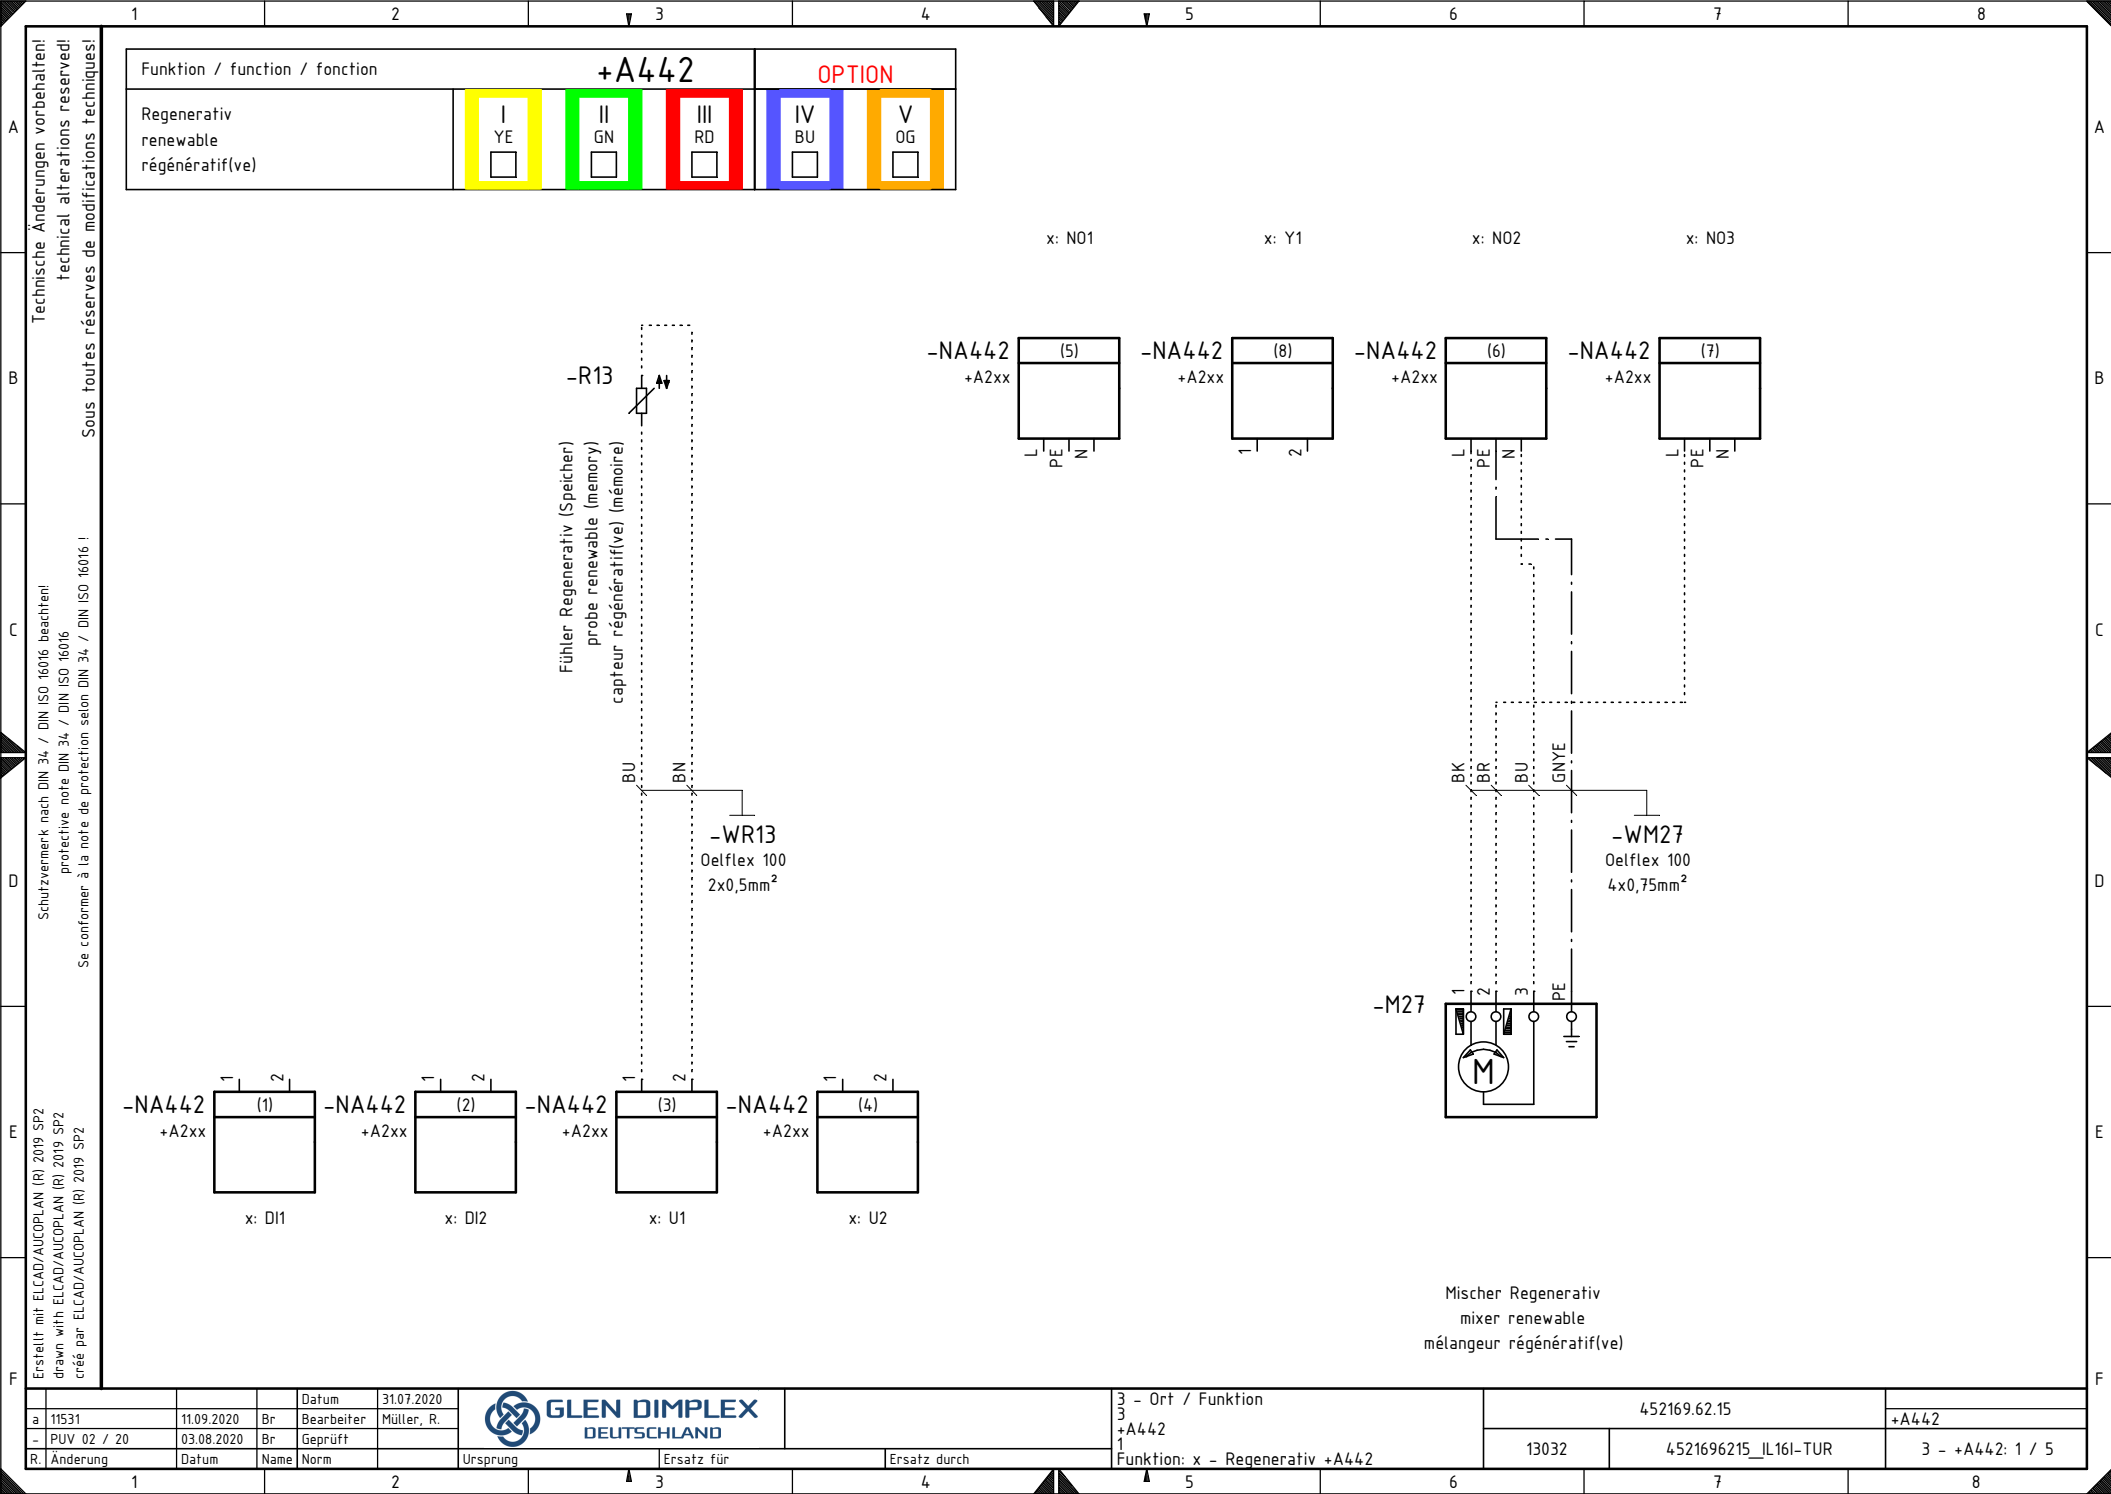 1 2 3 4 5 6 7 8
A B C D E F
Technische Änderungen vorbehalten!
technical alterations reserved!
Sous toutes réserves de modifications techniques!
Schutzvermerk nach DIN 34 / DIN ISO 16016 beachten!
protective note DIN 34 / DIN ISO 16016
Se conformer à la note de protection selon DIN 34 / DIN ISO 16016 !
Erstellt mit ELCAD/AUCOPLAN (R) 2019 SP2
drawn with ELCAD/AUCOPLAN (R) 2019 SP2
créé par ELCAD/AUCOPLAN (R) 2019 SP2
Funktion / function / fonction +A442 OPTION
Regenerativ
renewable
régénératif(ve)
I YE
II GN
III RD
IV BU
V OG
x: NO1 x: Y1 x: NO2 x: NO3
-NA442 (5)
+A2xx
L PE N
-NA442 (8)
+A2xx
1 2
-NA442 (6)
+A2xx
L PE N
-NA442 (7)
+A2xx
L PE N
-R13
Fühler Regenerativ (Speicher)
probe renewable (memory)
capteur régénératif(ve) (mémoire)
BU BN
-WR13
Oelflex 100
2x0,5mm²
BK BR BU GNYE
-WM27
Oelflex 100
4x0,75mm²
-M27
1 2 3 PE
M
-NA442 1 2 (1)
+A2xx
-NA442 1 2 (2)
+A2xx
-NA442 1 2 (3)
+A2xx
-NA442 1 2 (4)
+A2xx
x: DI1 x: DI2 x: U1 x: U2
Mischer Regenerativ
mixer renewable
mélangeur régénératif(ve)
Datum 31.07.2020
a 11531 11.09.2020 Br Bearbeiter Müller, R.
- PUV 02 / 20 03.08.2020 Br Geprüft
R. Änderung Datum Name Norm
GLEN DIMPLEX
DEUTSCHLAND
Ursprung Ersatz für Ersatz durch
3 - Ort / Funktion
3
+A442
1
Funktion: x - Regenerativ +A442
452169.62.15
13032 4521696215_IL16I-TUR
+A442
3 - +A442: 1 / 5
1 2 3 4 5 6 7 8
A B C D E F